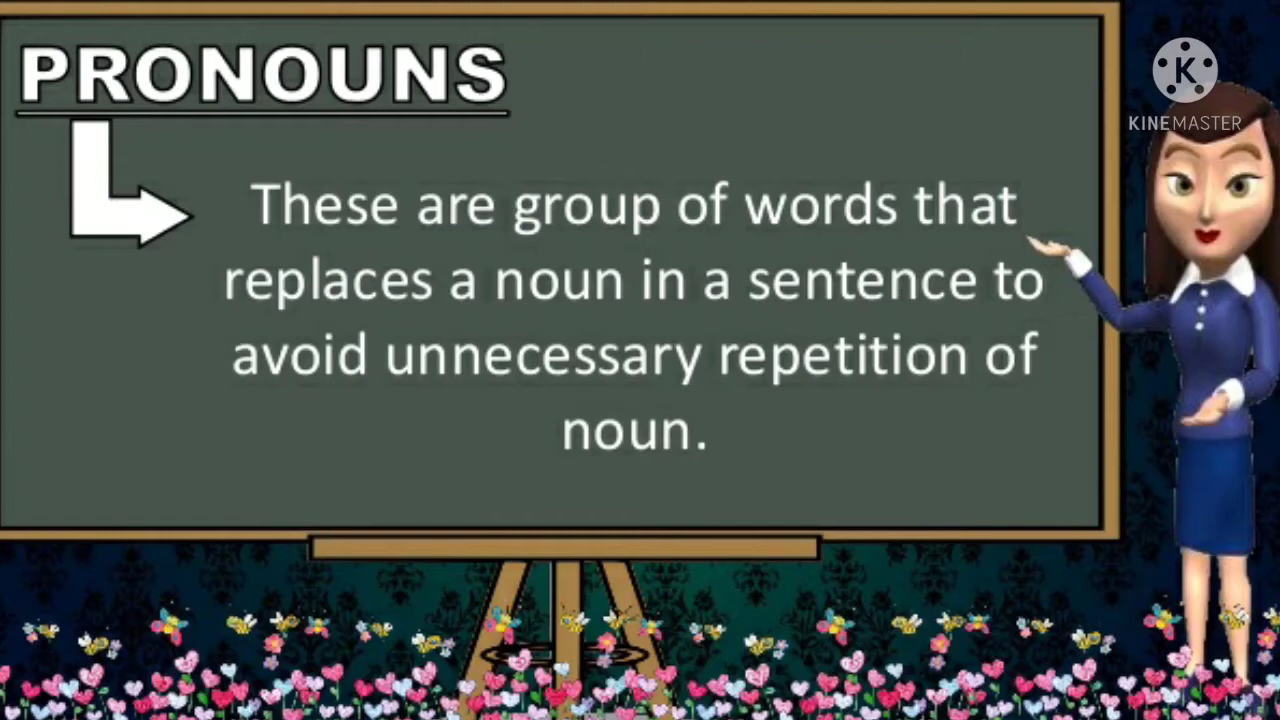 PRONOUNS
K
KINEMASTER
These are group of words that
replaces a noun in a sentence to
avoid unnecessary repetition of
noun.